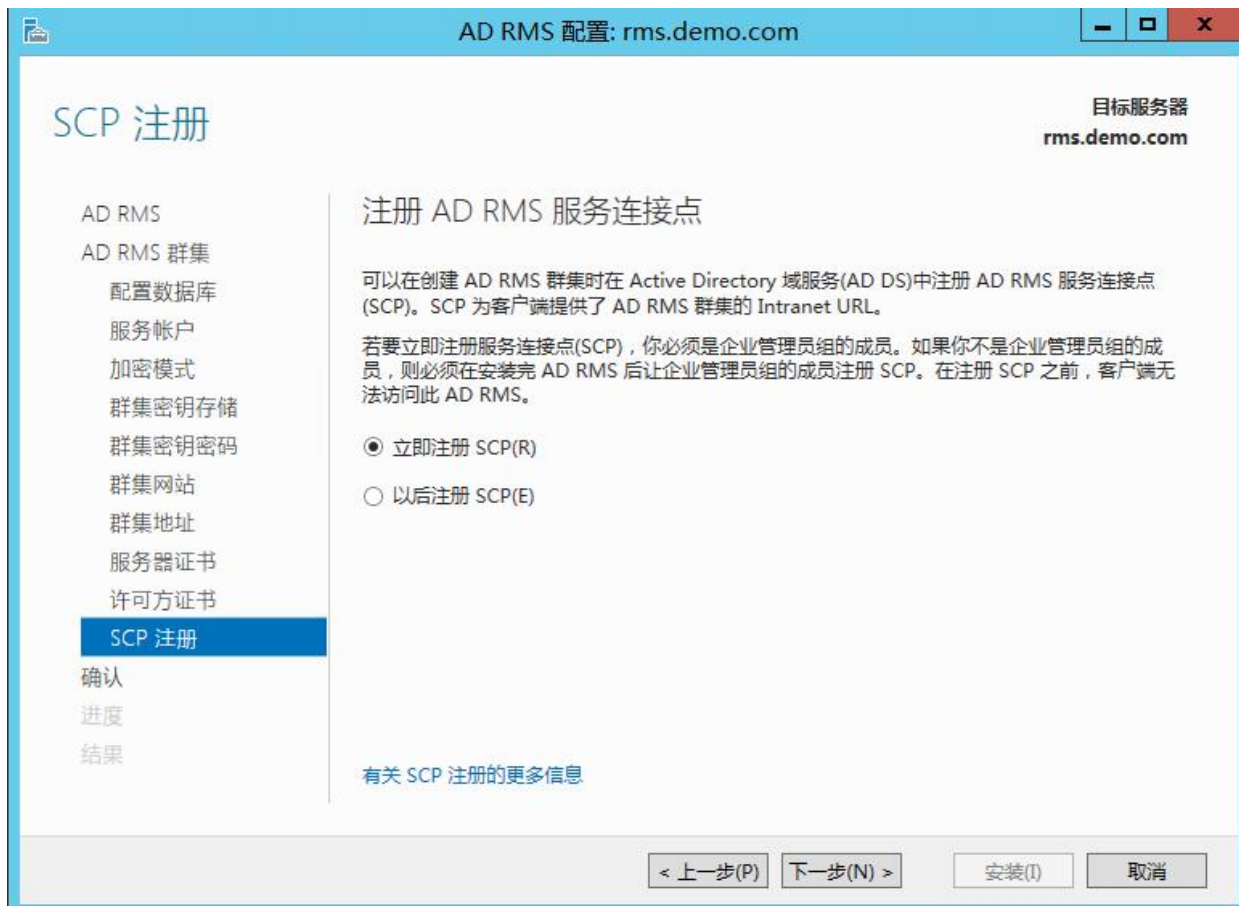 AD RMS 配置: rms.demo.com
SCP 注册
目标服务器
rms.demo.com
AD RMS
AD RMS 群集
配置数据库
服务帐户
加密模式
群集密钥存储
群集密钥密码
群集网站
群集地址
服务器证书
许可方证书
SCP 注册
确认
进度
结果
注册 AD RMS 服务连接点
可以在创建 AD RMS 群集时在 Active Directory 域服务(AD DS)中注册 AD RMS 服务连接点
(SCP)。SCP 为客户端提供了 AD RMS 群集的 Intranet URL。
若要立即注册服务连接点(SCP)，你必须是企业管理员组的成员。如果你不是企业管理员组的成
员，则必须在安装完 AD RMS 后让企业管理员组的成员注册 SCP。在注册 SCP 之前，客户端无
法访问此 AD RMS。
立即注册 SCP(R)
以后注册 SCP(E)
有关 SCP 注册的更多信息
< 上一步(P)
下一步(N) >
安装(I)
取消